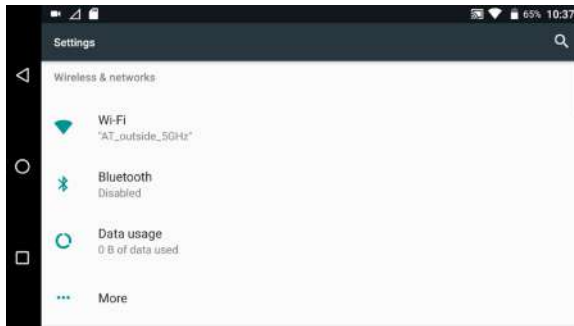 65% 10:37
Settings
Wireless & networks
Wi-Fi
"AT_outside_5GHz"
Bluetooth
Disabled
Data usage
0 B of data used
More